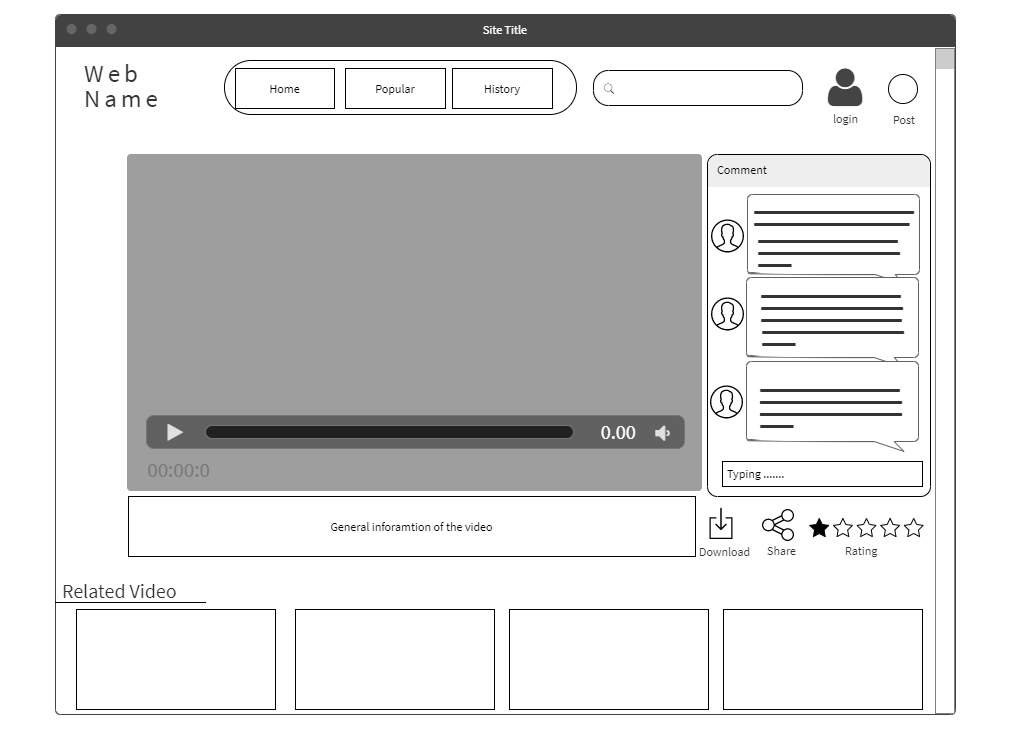 Site Title
Web
Name
Home
Popular
History
login
Post
Comment
0.00
00:00:0
Typing .......
General inforamtion of the video
Download
Share
Rating
Related Video